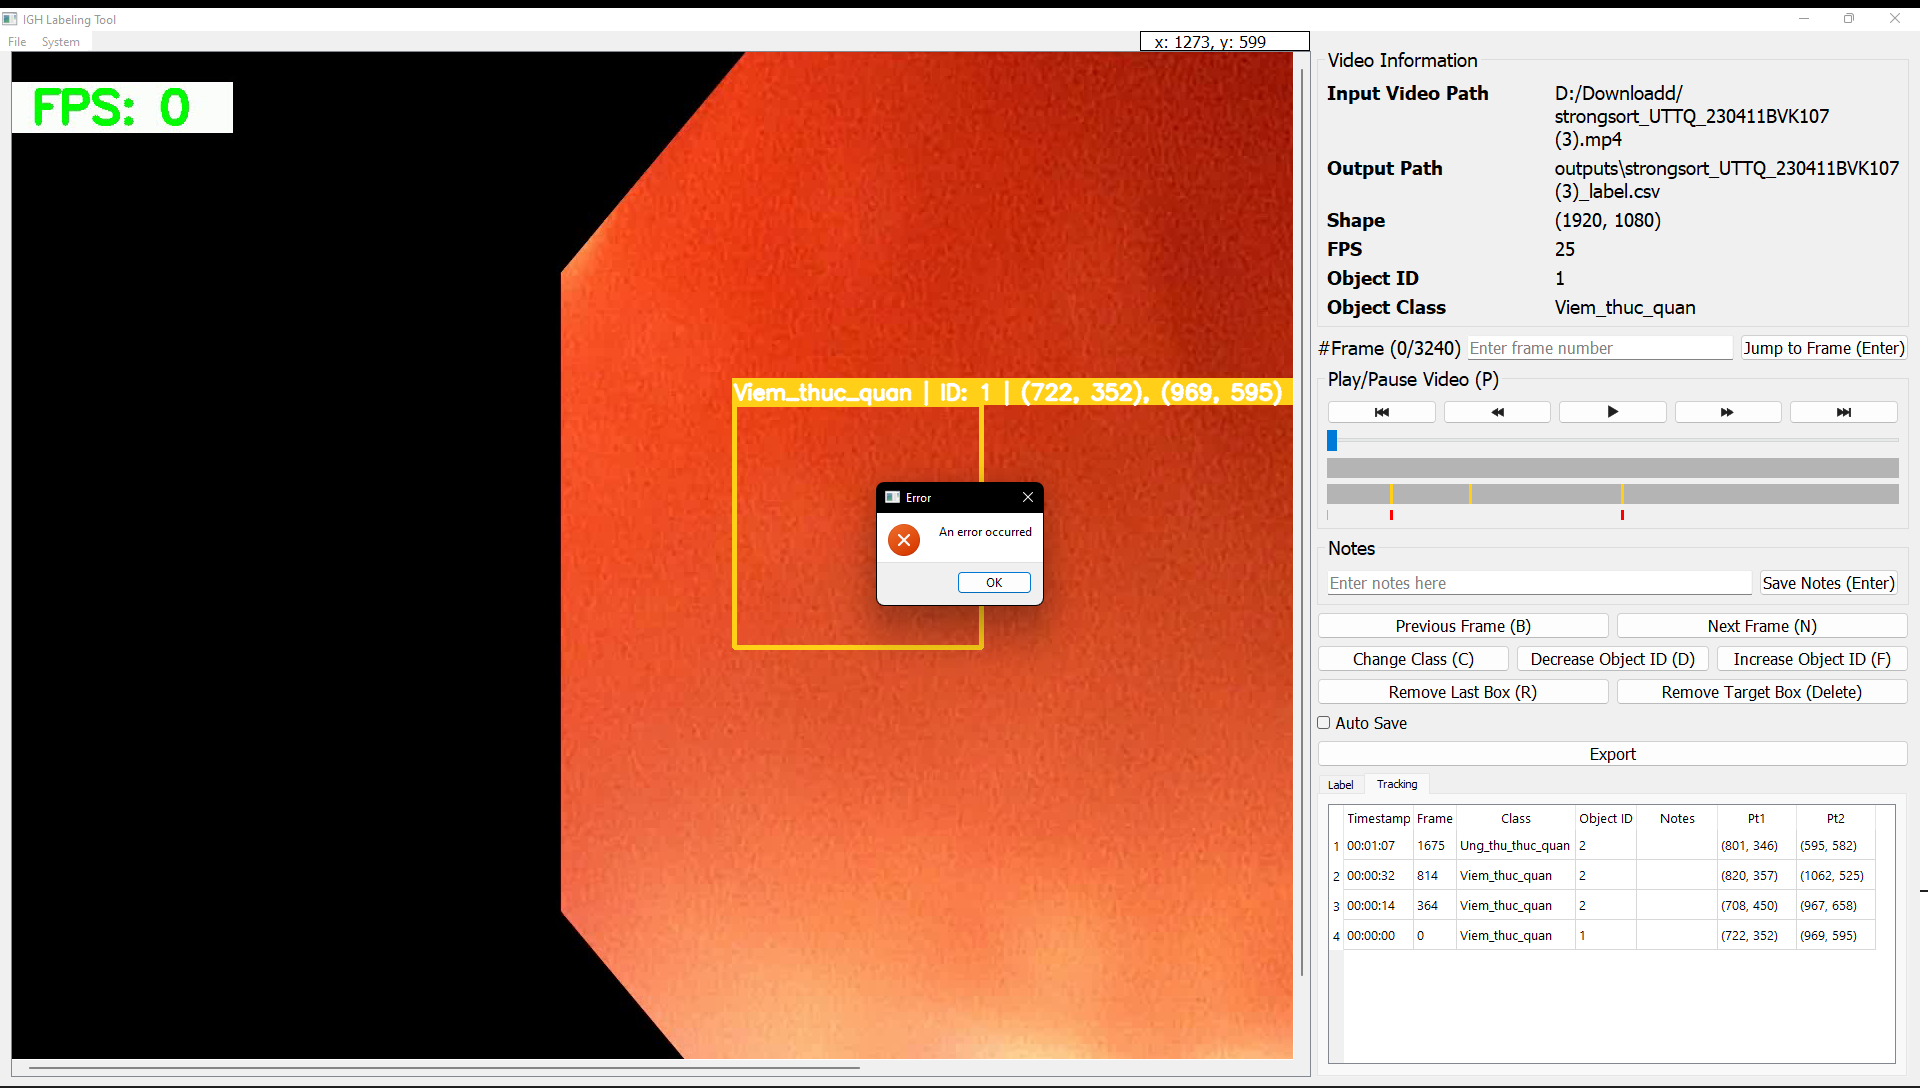 IGH Labeling Tool
File System
x: 1273, y: 599
FPS: 0
Viem_thuc_quan | ID: 1 | (722, 352), (969, 595)
Error
An error occurred
OK
Video Information
Input Video Path D:/Downloadd/
strongsort_UTTQ_230411BVK107
(3).mp4
Output Path outputs\strongsort_UTTQ_230411BVK107
(3)_label.csv
Shape (1920, 1080)
FPS 25
Object ID 1
Object Class Viem_thuc_quan
#Frame (0/3240) Enter frame number Jump to Frame (Enter)
Play/Pause Video (P)
Notes
Enter notes here Save Notes (Enter)
Previous Frame (B) Next Frame (N)
Change Class (C) Decrease Object ID (D) Increase Object ID (F)
Remove Last Box (R) Remove Target Box (Delete)
Auto Save
Export
Label Tracking
Timestamp Frame Class Object ID Notes Pt1 Pt2
1 00:01:07 1675 Ung_thu_thuc_quan 2 (801, 346) (595, 582)
2 00:00:32 814 Viem_thuc_quan 2 (820, 357) (1062, 525)
3 00:00:14 364 Viem_thuc_quan 2 (708, 450) (967, 658)
4 00:00:00 0 Viem_thuc_quan 1 (722, 352) (969, 595)